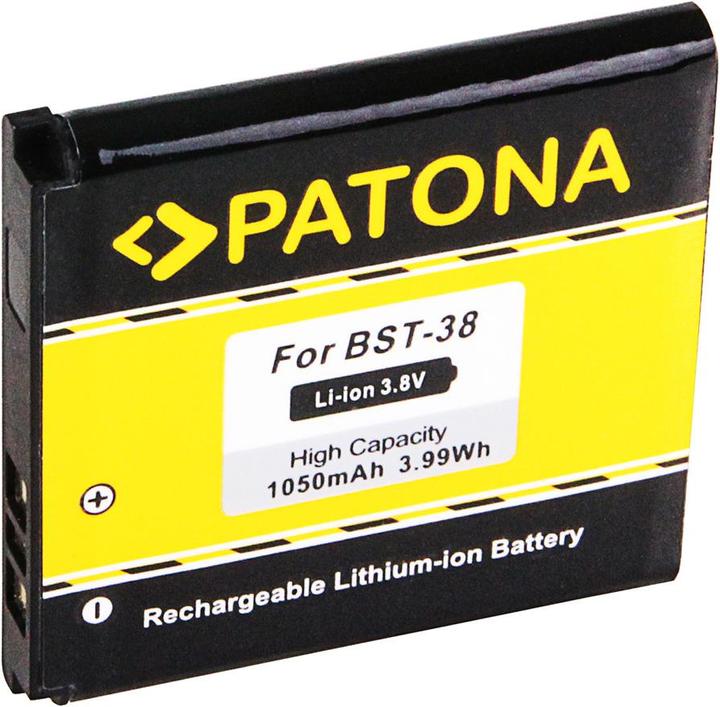 PATONA
For BST-38
Li-ion 3.8V
High Capacity
1050mAh 3.99Wh
+
-
Rechargeable Lithium-ion Battery